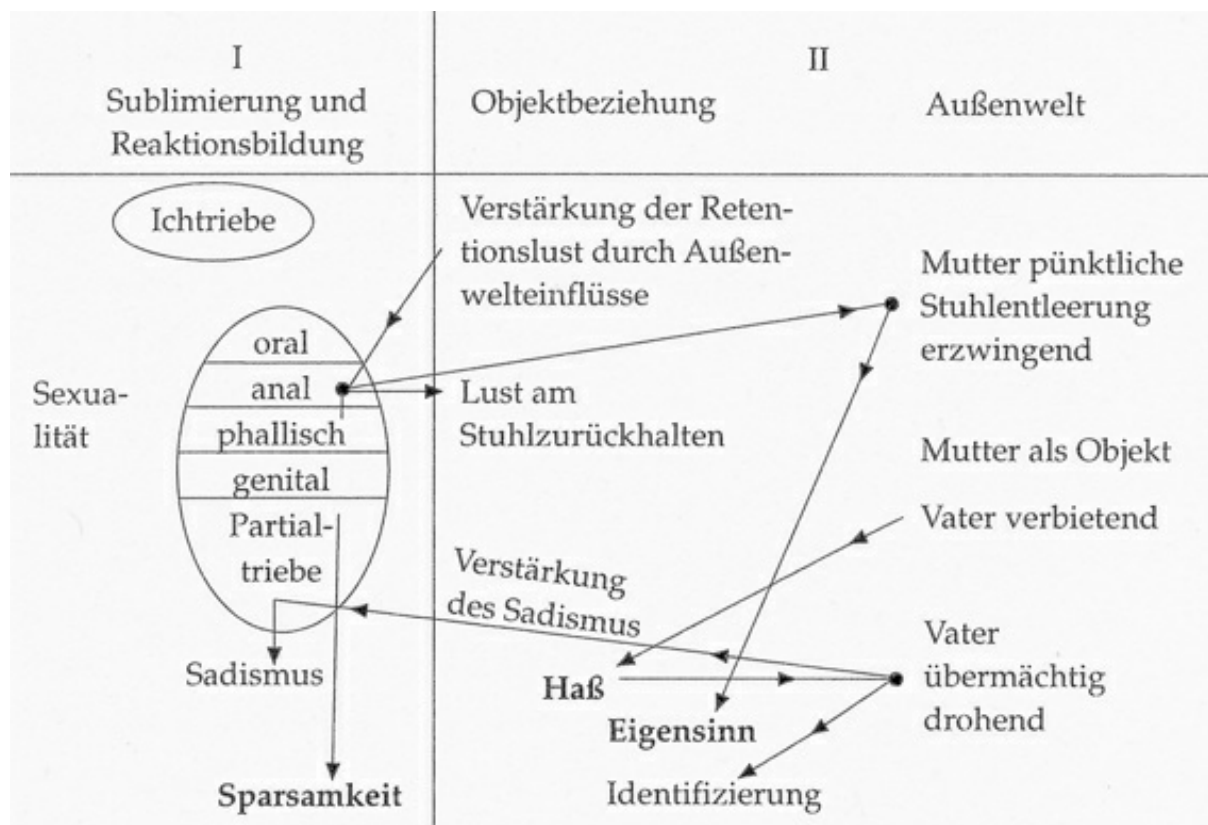 I
Sublimierung und
Reaktionsbildung
II
Objektbeziehung
Außenwelt
Ichtriebe
Sexua-
lität
oral
anal
phallisch
genital
Partial-
triebe
Sadismus
Sparsamkeit
Verstärkung der Reten-
tionslust durch Außen-
welteinflüsse
Lust am
Stuhlzurückhalten
Verstärkung
des Sadismus
Haß
Eigensinn
Identifizierung
Mutter pünktliche
Stuhlentleerung
erzwingend
Mutter als Objekt
Vater verbietend
Vater
übermächtig
drohend